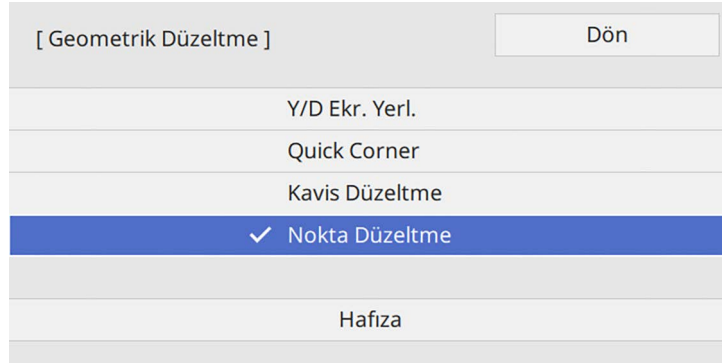 [ Geometrik Düzeltme ]
Dön
Y/D Ekr. Yerl.
Quick Corner
Kavis Düzeltme
Nokta Düzeltme
Hafıza